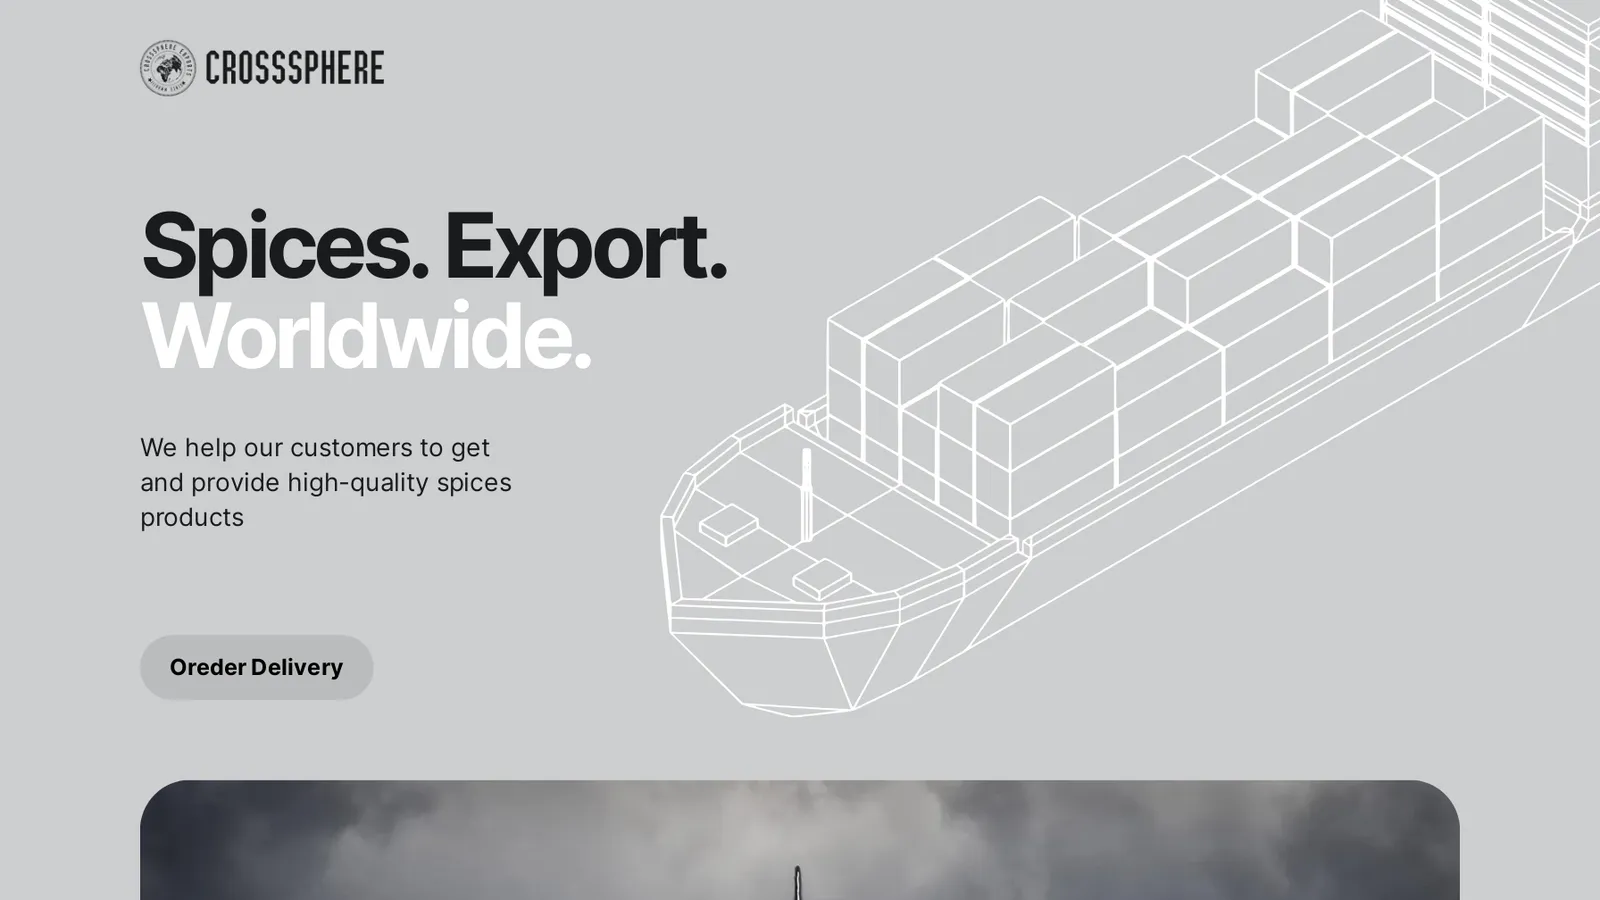 CROSSSPHERE EXPORTS
CROSSSPHERE
Spices. Export.
Worldwide.
We help our customers to get
and provide high-quality spices
products
Oreder Delivery